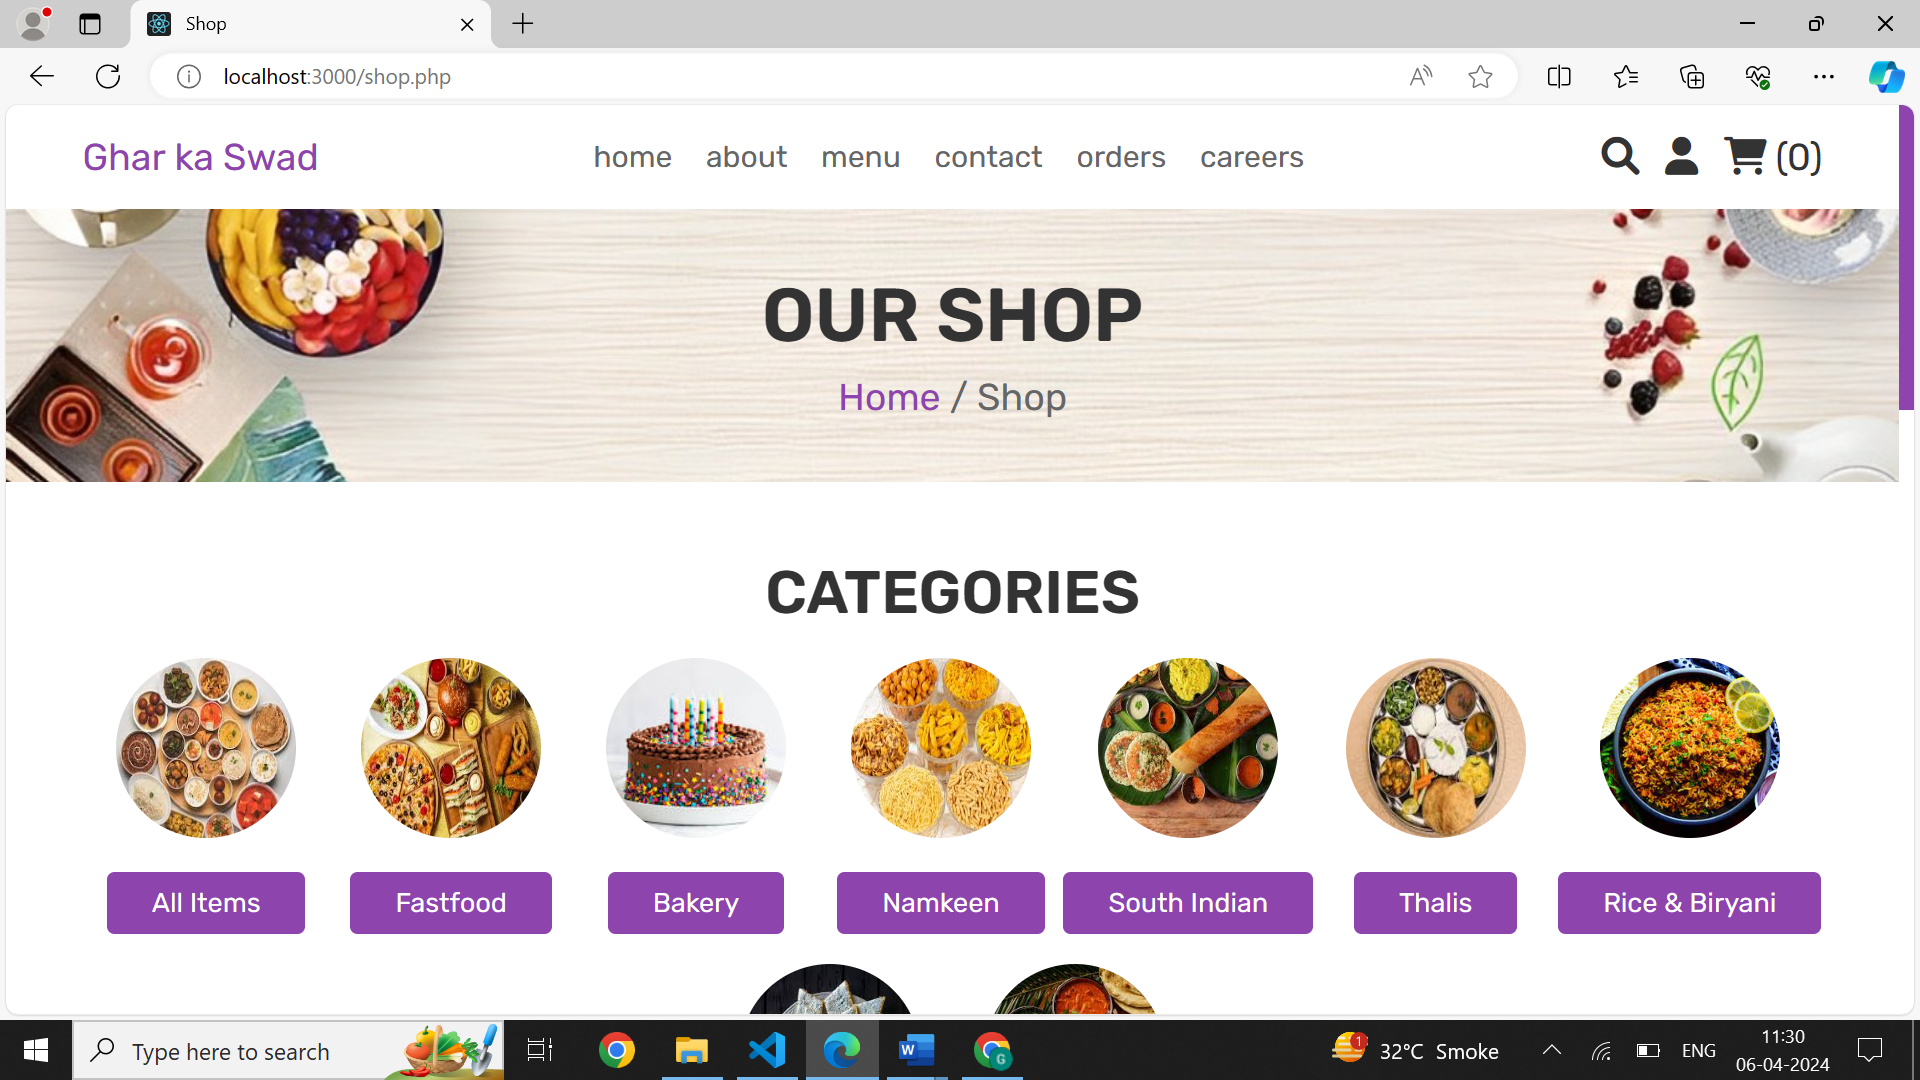 Shop
localhost:3000/shop.php
Ghar ka Swad
home about menu contact orders careers
(0)
OUR SHOP
Home / Shop
CATEGORIES
All Items Fastfood Bakery Namkeen South Indian Thalis Rice & Biryani
Type here to search
1
32°C Smoke
ENG
11:30
06-04-2024
W
G